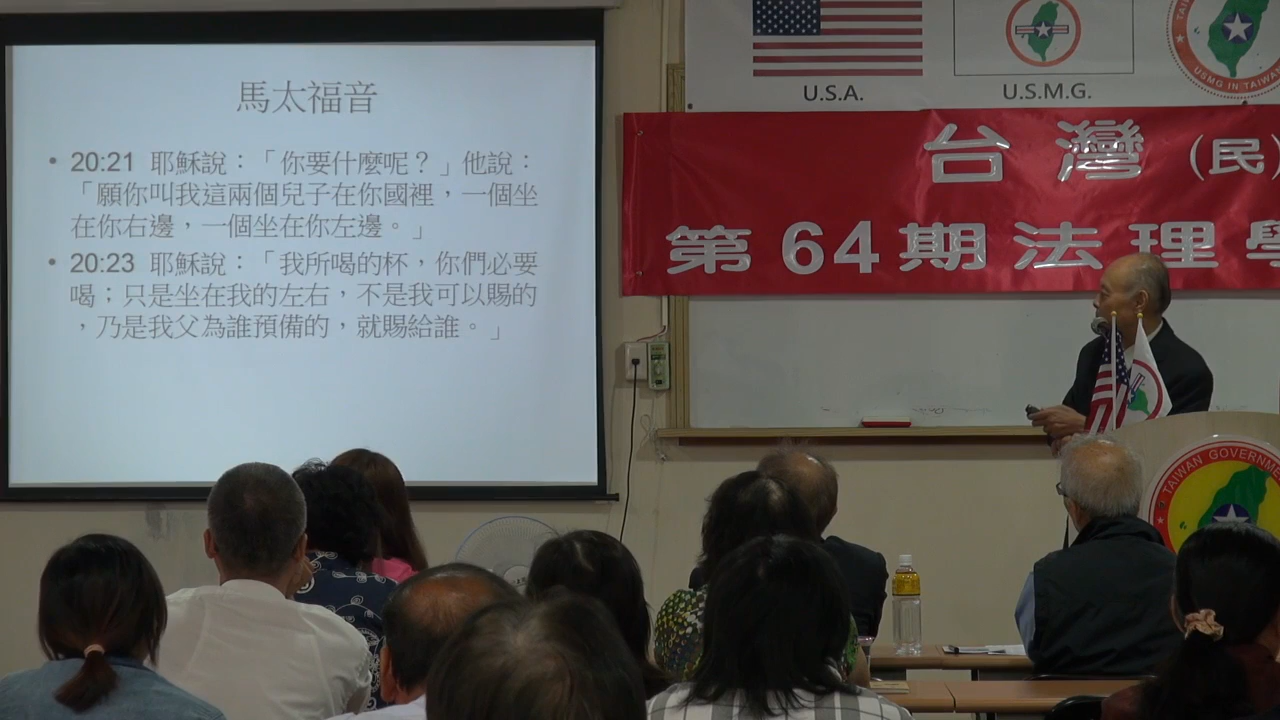 馬太福音
• 20:21 耶穌說：「你要什麼呢？」他說：
「願你叫我這兩個兒子在你國裡，一個坐
在你右邊，一個坐在你左邊。」
• 20:23 耶穌說：「我所喝的杯，你們必要
喝；只是坐在我的左右，不是我可以賜的
，乃是我父為誰預備的，就賜給誰。」
U.S.A.
U.S.M.G.
USMG IN TAIWAN
台灣(民)
第64期法理學
TAIWAN GOVERNME